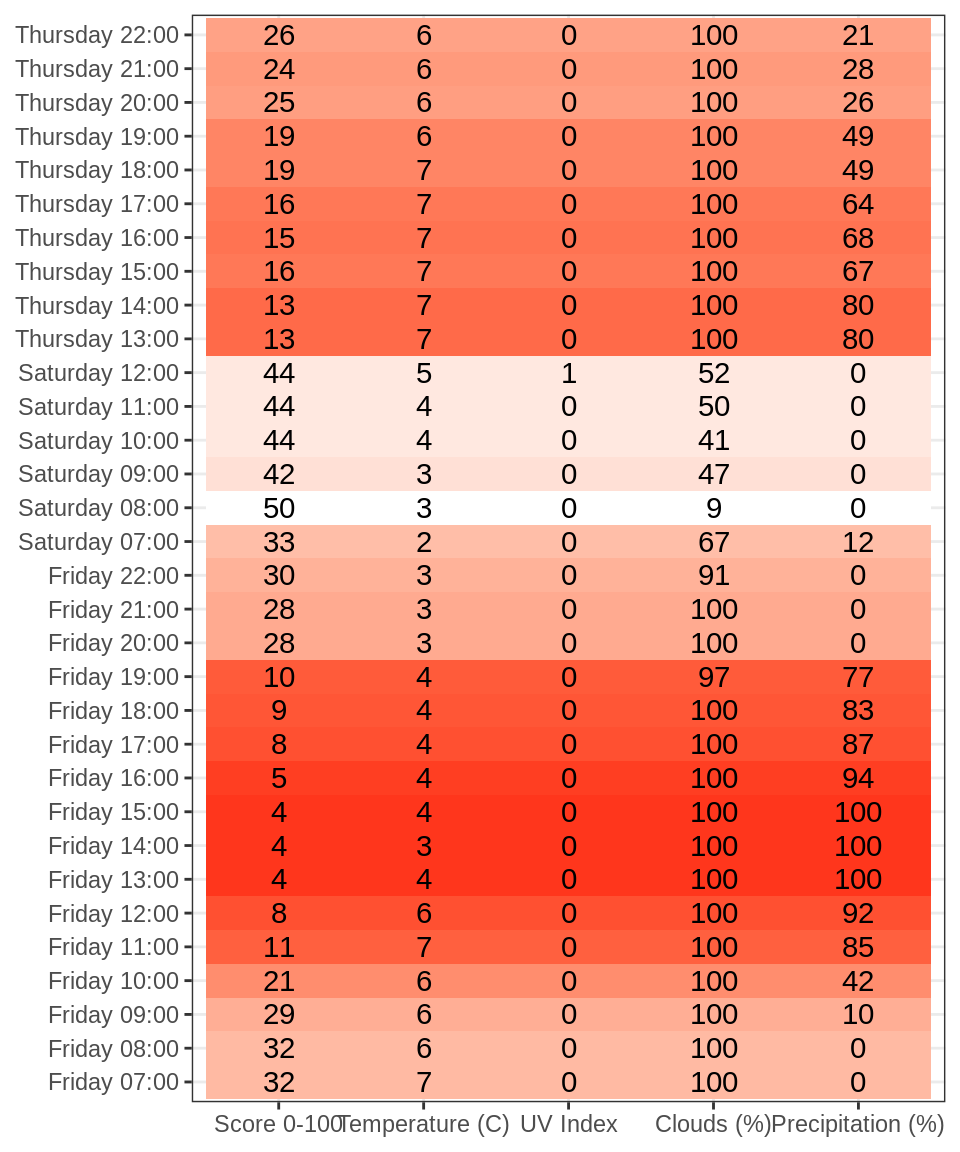 Thursday 22:00 26 6 0 100 21
Thursday 21:00 24 6 0 100 28
Thursday 20:00 25 6 0 100 26
Thursday 19:00 19 6 0 100 49
Thursday 18:00 19 7 0 100 49
Thursday 17:00 16 7 0 100 64
Thursday 16:00 15 7 0 100 68
Thursday 15:00 16 7 0 100 67
Thursday 14:00 13 7 0 100 80
Thursday 13:00 13 7 0 100 80
Saturday 12:00 44 5 1 52 0
Saturday 11:00 44 4 0 50 0
Saturday 10:00 44 4 0 41 0
Saturday 09:00 42 3 0 47 0
Saturday 08:00 50 3 0 9 0
Saturday 07:00 33 2 0 67 12
Friday 22:00 30 3 0 91 0
Friday 21:00 28 3 0 100 0
Friday 20:00 28 3 0 100 0
Friday 19:00 10 4 0 97 77
Friday 18:00 9 4 0 100 83
Friday 17:00 8 4 0 100 87
Friday 16:00 5 4 0 100 94
Friday 15:00 4 4 0 100 100
Friday 14:00 4 3 0 100 100
Friday 13:00 4 4 0 100 100
Friday 12:00 8 6 0 100 92
Friday 11:00 11 7 0 100 85
Friday 10:00 21 6 0 100 42
Friday 09:00 29 6 0 100 10
Friday 08:00 32 6 0 100 0
Friday 07:00 32 7 0 100 0
Score 0-100 Temperature (C) UV Index Clouds (%) Precipitation (%)